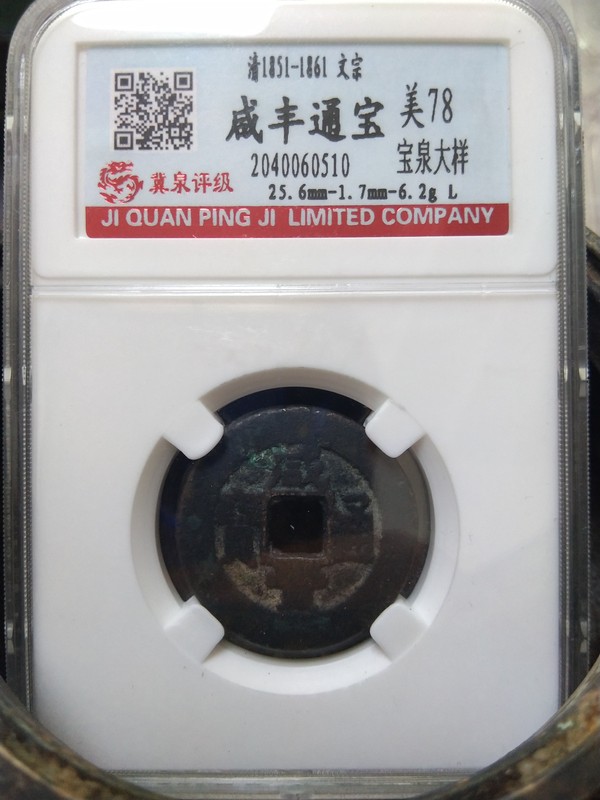 清1851-1861 文宗
咸丰通宝 美78
2040060510 宝泉大样
冀泉评级 25.6mm-1.7mm-6.2g L
JI QUAN PING JI LIMITED COMPANY